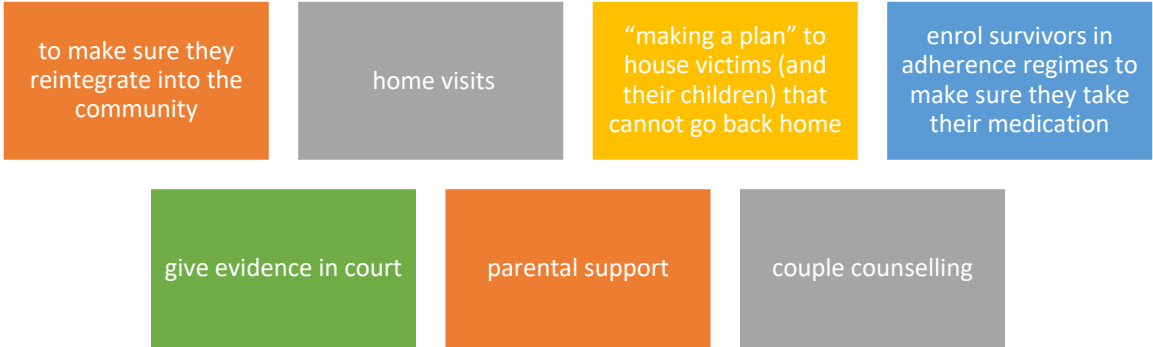 to make sure they
reintegrate into the
community
home visits
“making a plan” to
house victims (and
their children) that
cannot go back home
enrol survivors in
adherence regimes to
make sure they take
their medication
give evidence in court
parental support
couple counselling